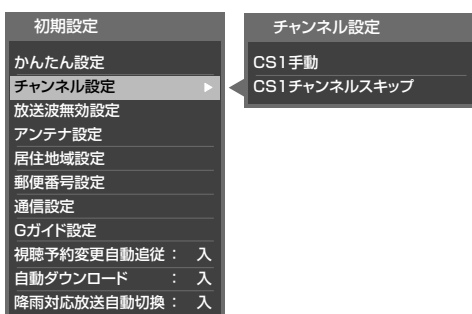 初期設定
かんたん設定
チャンネル設定
放送波無効設定
アンテナ設定
居住地域設定
郵便番号設定
通信設定
Gガイド設定
視聴予約変更自動追従： 入
自動ダウンロード ： 入
降雨対応放送自動切換： 入
チャンネル設定
CS1手動
CS1チャンネルスキップ